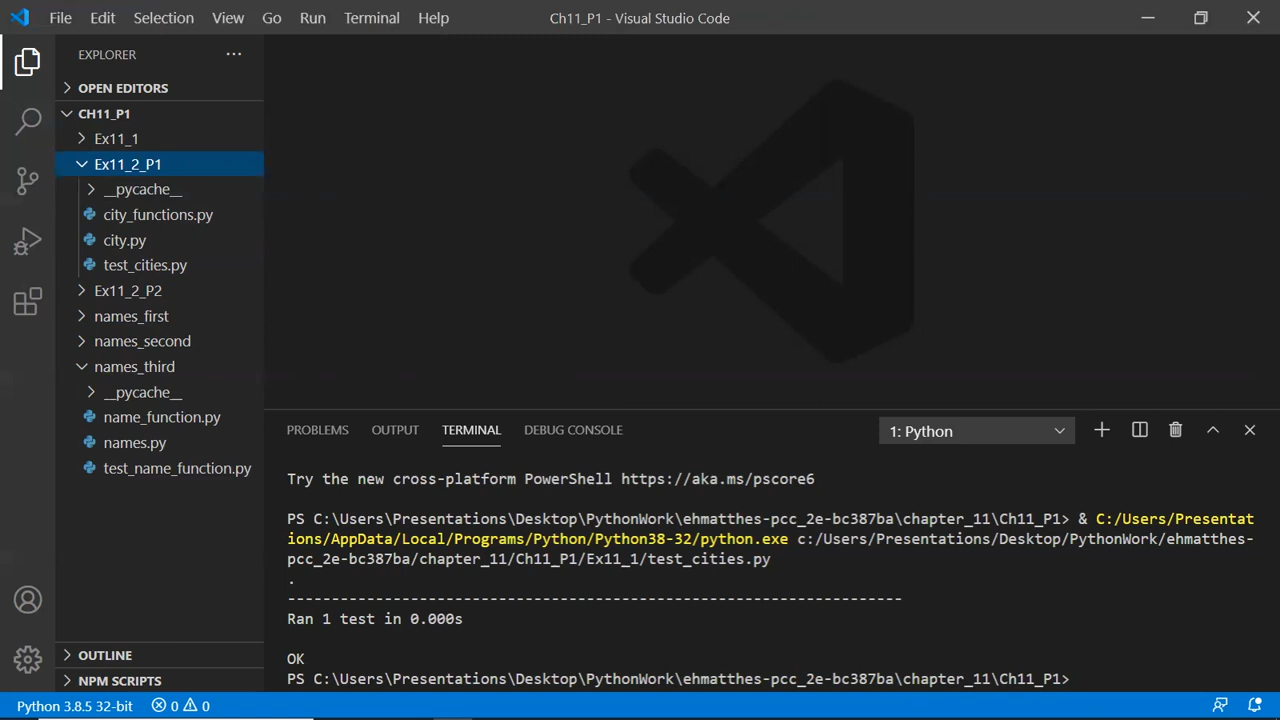 File Edit Selection View Go Run Terminal Help Ch11_P1 - Visual Studio Code
EXPLORER
OPEN EDITORS
CH11_P1
Ex11_1
Ex11_2_P1
__pycache__
city_functions.py
city.py
test_cities.py
Ex11_2_P2
names_first
names_second
names_third
__pycache__
name_function.py
names.py
test_name_function.py
OUTLINE
NPM SCRIPTS
PROBLEMS OUTPUT TERMINAL DEBUG CONSOLE 1: Python
Try the new cross-platform PowerShell https://aka.ms/pscore6
PS C:\Users\Presentations\Desktop\PythonWork\ehmatthes-pcc_2e-bc387ba\chapter_11\Ch11_P1> & C:/Users/Presentat
ions/AppData/Local/Programs/Python/Python38-32/python.exe c:/Users/Presentations/Desktop/PythonWork/ehmatthes-
pcc_2e-bc387ba/chapter_11/Ch11_P1/Ex11_1/test_cities.py
.
----------------------------------------------------------------------
Ran 1 test in 0.000s
OK
PS C:\Users\Presentations\Desktop\PythonWork\ehmatthes-pcc_2e-bc387ba\chapter_11\Ch11_P1>
Python 3.8.5 32-bit 0 0